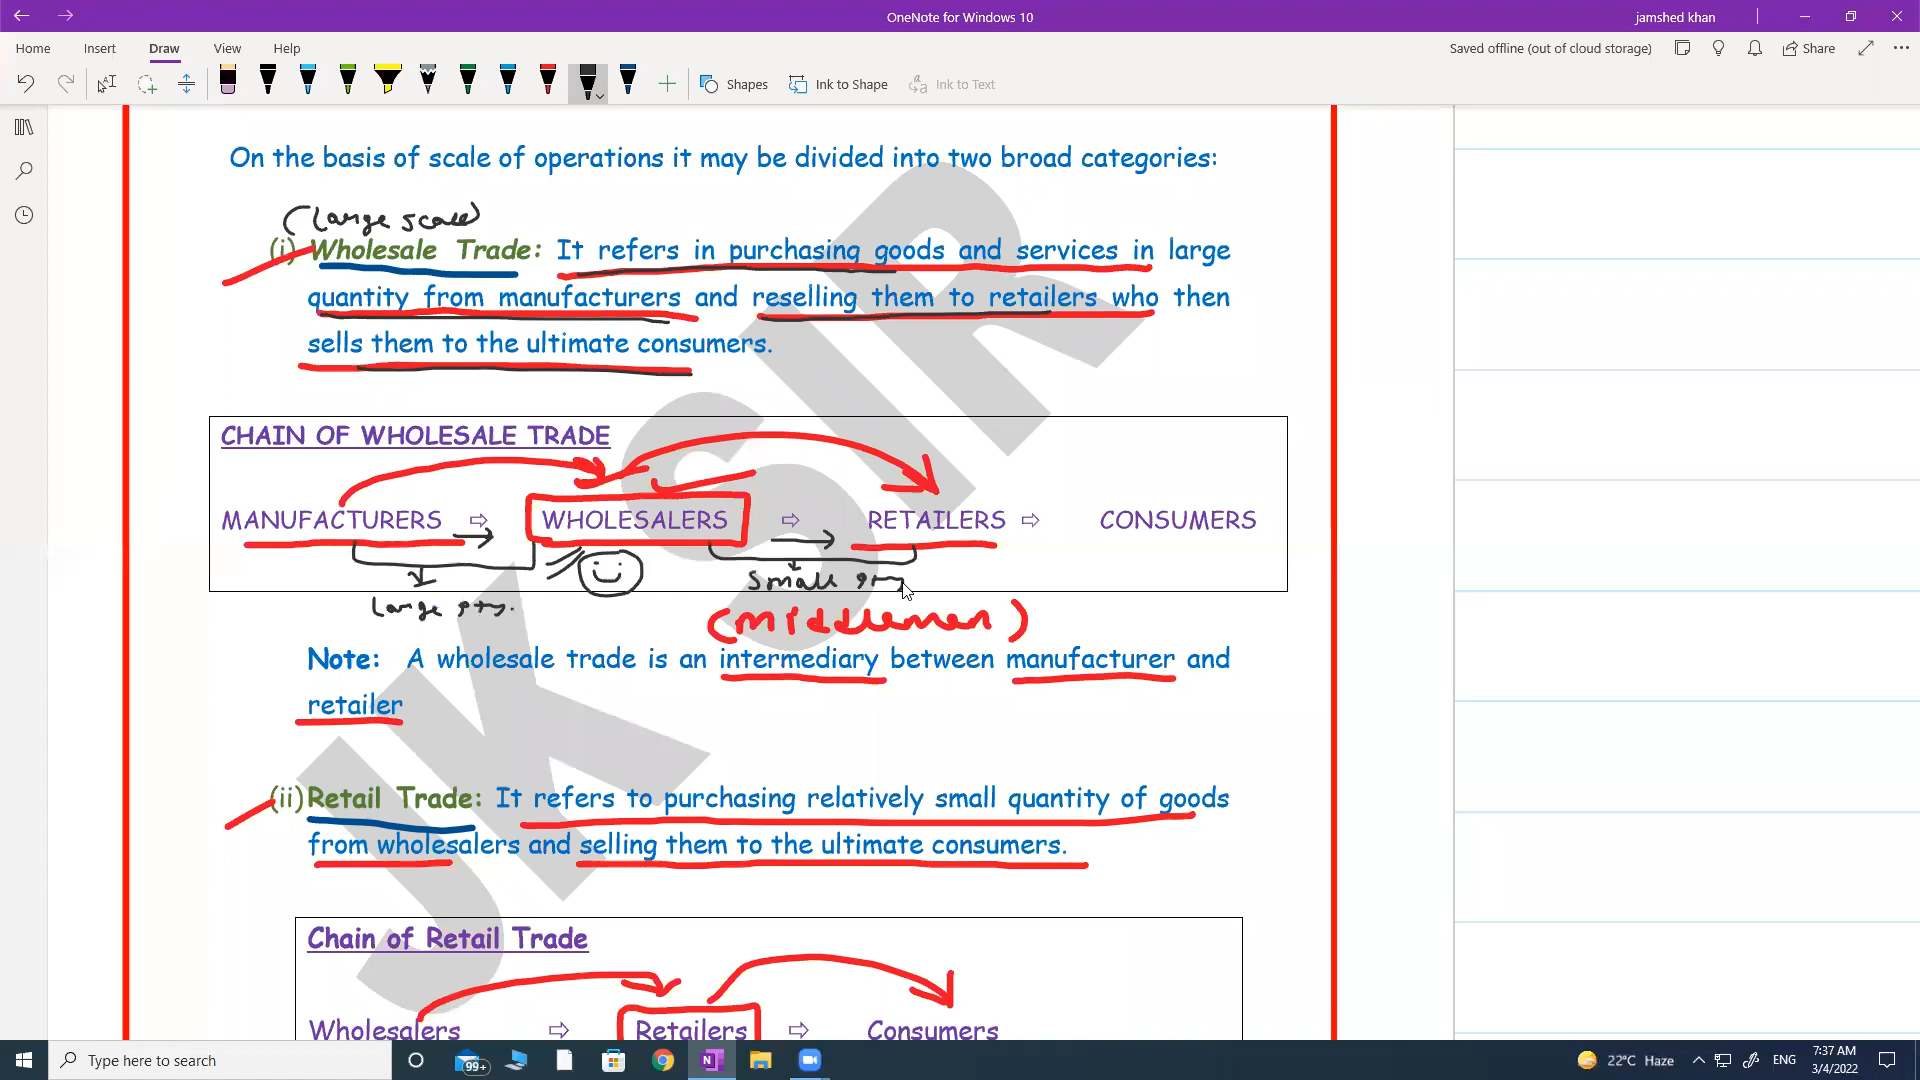 OneNote for Windows 10
jamshed khan
Home Insert Draw View Help
Saved offline (out of cloud storage)
Share
Shapes
Ink to Shape
Ink to Text
On the basis of scale of operations it may be divided into two broad categories:
(Large scale)
(i) Wholesale Trade: It refers in purchasing goods and services in large
quantity from manufacturers and reselling them to retailers who then
sells them to the ultimate consumers.
CHAIN OF WHOLESALE TRADE
MANUFACTURERS ⇨ WHOLESALERS ⇨ RETAILERS ⇨ CONSUMERS
Small qty
Large qty.
(Middlemen)
Note: A wholesale trade is an intermediary between manufacturer and
retailer
(ii) Retail Trade: It refers to purchasing relatively small quantity of goods
from wholesalers and selling them to the ultimate consumers.
Chain of Retail Trade
Wholesalers ⇨ Retailers ⇨ Consumers
JK SIR
Type here to search
99+
22°C Haze
ENG
7:37 AM
3/4/2022